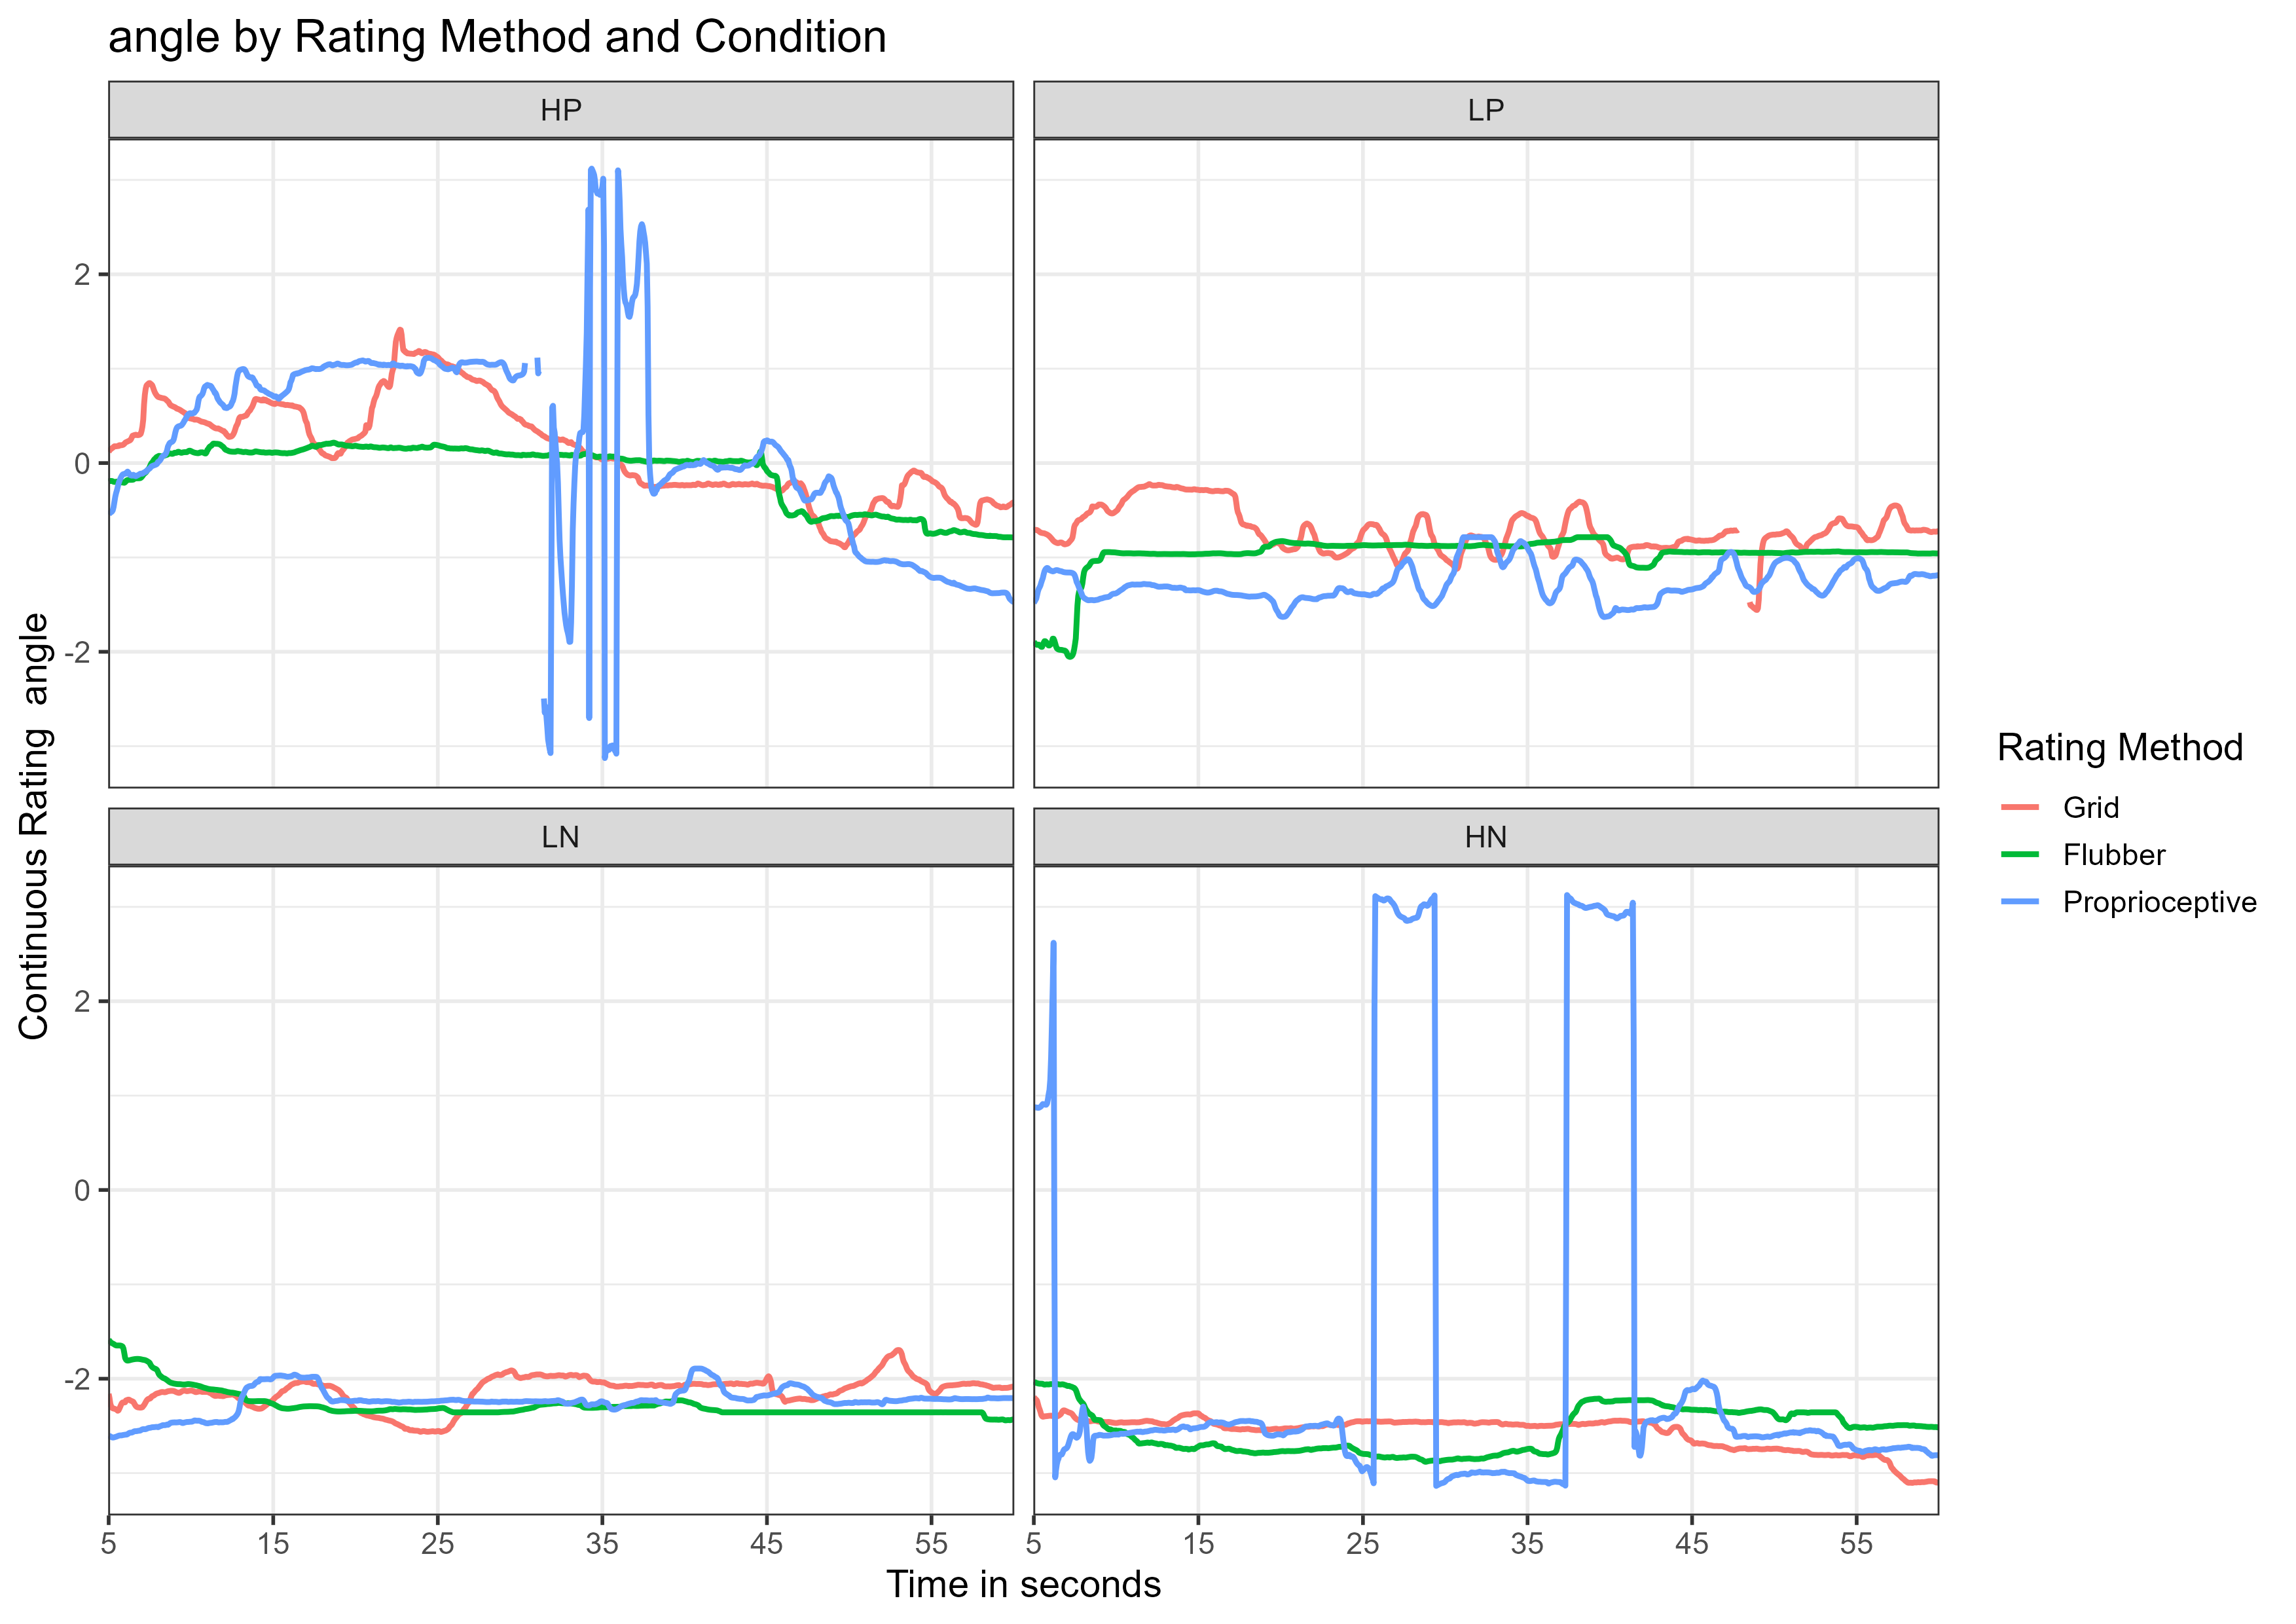 angle by Rating Method and Condition
HP
LP
2
0
-2
LN
HN
2
0
-2
5 15 25 35 45 55
5 15 25 35 45 55
Time in seconds
Continuous Rating  angle
Rating Method
Grid
Flubber
Proprioceptive